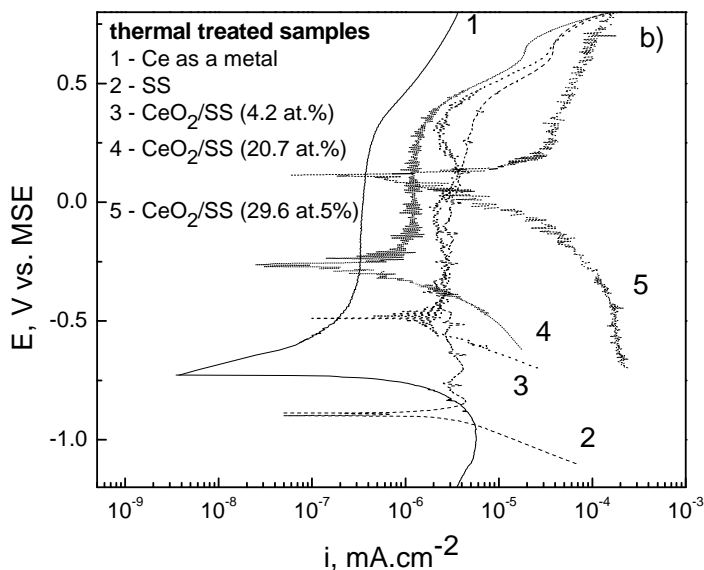 thermal treated samples
1 - Ce as a metal
2 - SS
3 - CeO₂/SS (4.2 at.%)
4 - CeO₂/SS (20.7 at.%)
5 - CeO₂/SS (29.6 at.5%)
1
b)
5
4
3
2
0.5
0.0
-0.5
-1.0
E, V vs. MSE
10⁻⁹ 10⁻⁸ 10⁻⁷ 10⁻⁶ 10⁻⁵ 10⁻⁴ 10⁻³
i, mA.cm⁻²